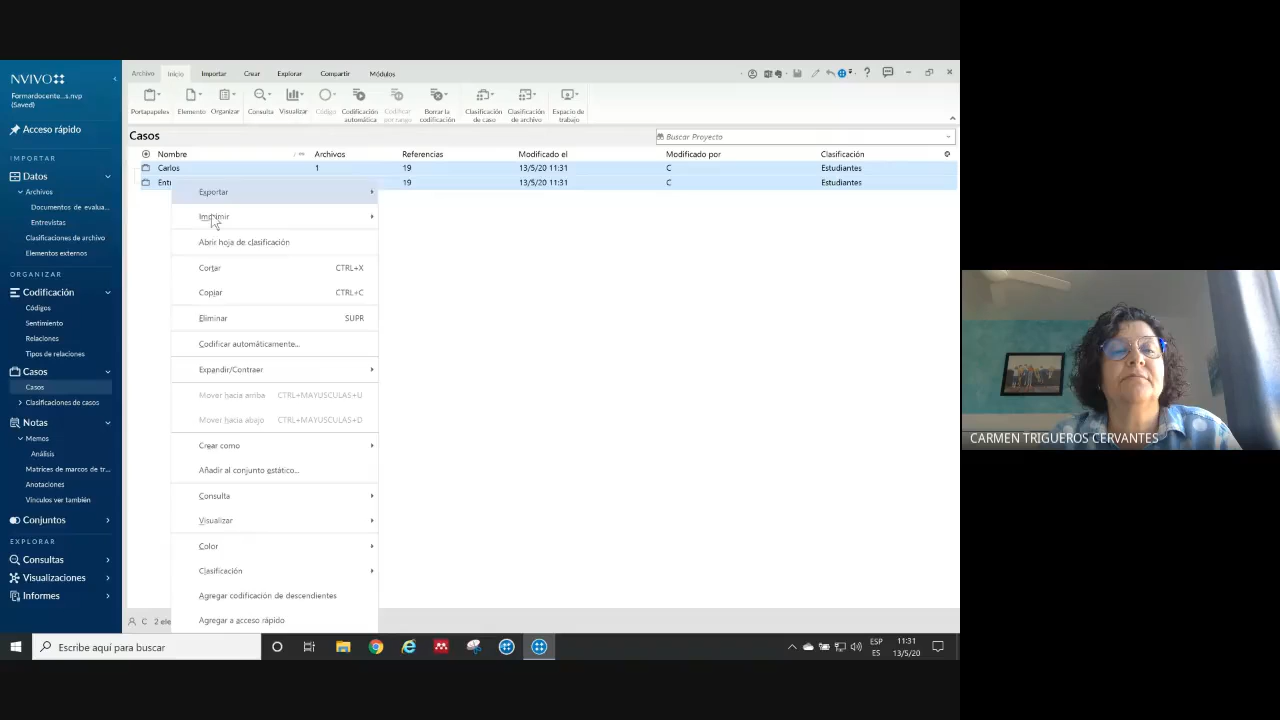 NVIVO
Formardocente...s.nvp
(Saved)
Acceso rápido
IMPORTAR
Datos
Archivos
Documentos de evalua...
Entrevistas
Clasificaciones de archivo
Elementos externos
ORGANIZAR
Codificación
Códigos
Sentimiento
Relaciones
Tipos de relaciones
Casos
Casos
Clasificaciones de casos
Notas
Memos
Análisis
Matrices de marcos de tr...
Anotaciones
Vínculos ver también
Conjuntos
EXPLORAR
Consultas
Visualizaciones
Informes
Archivo Inicio Importar Crear Explorar Compartir Módulos
Portapapeles Elemento Organizar Consulta Visualizar Código Codificación automática Codificar por rango Borrar la codificación Clasificación de caso Clasificación de archivo Espacio de trabajo
Casos
Buscar Proyecto
Nombre Archivos Referencias Modificado el Modificado por Clasificación
Carlos 1 19 13/5/20 11:31 C Estudiantes
Entr 19 13/5/20 11:31 C Estudiantes
Exportar
Imprimir
Abrir hoja de clasificación
Cortar CTRL+X
Copiar CTRL+C
Eliminar SUPR
Codificar automáticamente...
Expandir/Contraer
Mover hacia arriba CTRL+MAYUSCULAS+U
Mover hacia abajo CTRL+MAYUSCULAS+D
Crear como
Añadir al conjunto estático...
Consulta
Visualizar
Color
Clasificación
Agregar codificación de descendientes
Agregar a acceso rápido
C 2 ele
Escribe aquí para buscar
ESP
ES
11:31
13/5/20
CARMEN TRIGUEROS CERVANTES